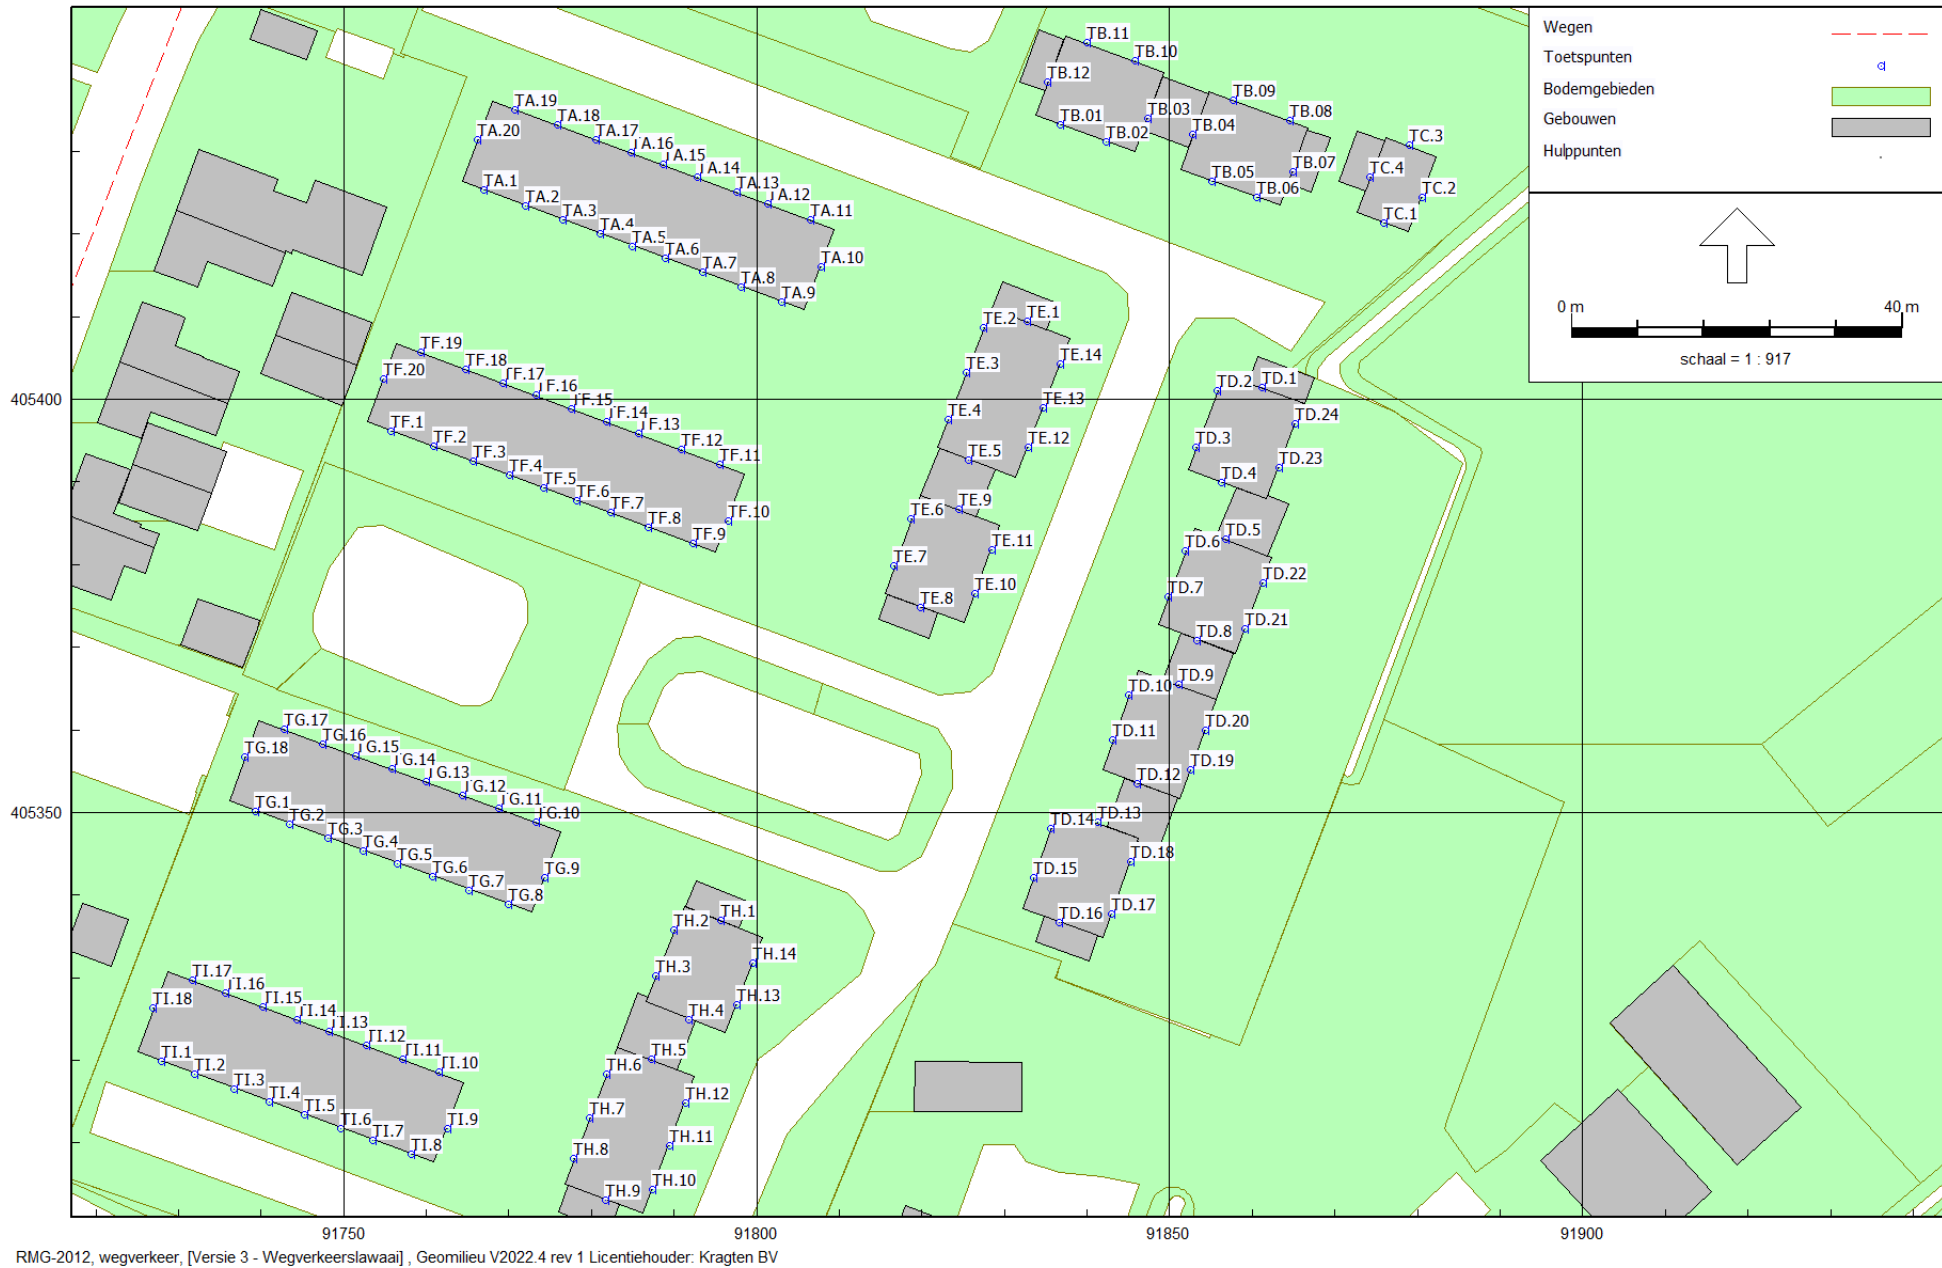 Wegen
Toetspunten
Bodemgebieden
Gebouwen
Hulppunten
0 m
40 m
schaal = 1 : 917
TB.11
TB.10
TB.12
TB.09
TB.08
TB.01
TB.02
TB.03
TB.04
TB.05
TB.06
TB.07
TC.3
TC.4
TC.2
TC.1
TA.19
TA.18
TA.17
TA.16
TA.15
TA.14
TA.13
TA.12
TA.11
TA.20
TA.1
TA.2
TA.3
TA.4
TA.5
TA.6
TA.7
TA.8
TA.9
TA.10
TF.19
TF.18
TF.17
TF.16
TF.15
TF.14
TF.13
TF.12
TF.11
TF.20
TF.1
TF.2
TF.3
TF.4
TF.5
TF.6
TF.7
TF.8
TF.9
TF.10
TE.1
TE.2
TE.3
TE.14
TE.4
TE.13
TE.12
TE.5
TE.6
TE.9
TE.7
TE.11
TE.10
TE.8
TD.2
TD.1
TD.24
TD.3
TD.23
TD.4
TD.5
TD.6
TD.22
TD.7
TD.21
TD.8
TD.9
TD.10
TD.20
TD.11
TD.19
TD.12
TD.13
TD.14
TD.18
TD.15
TD.17
TD.16
TG.17
TG.16
TG.15
TG.14
TG.13
TG.12
TG.11
TG.10
TG.18
TG.1
TG.2
TG.3
TG.4
TG.5
TG.6
TG.7
TG.8
TG.9
TH.1
TH.2
TH.14
TH.3
TH.13
TH.4
TH.5
TH.6
TH.12
TH.7
TH.11
TH.8
TH.10
TH.9
TI.17
TI.16
TI.15
TI.14
TI.13
TI.12
TI.11
TI.10
TI.18
TI.1
TI.2
TI.3
TI.4
TI.5
TI.6
TI.7
TI.8
TI.9
405400
405350
91750
91800
91850
91900
RMG-2012, wegverkeer, [Versie 3 - Wegverkeerslawaai] , Geomilieu V2022.4 rev 1 Licentiehouder: Kragten BV